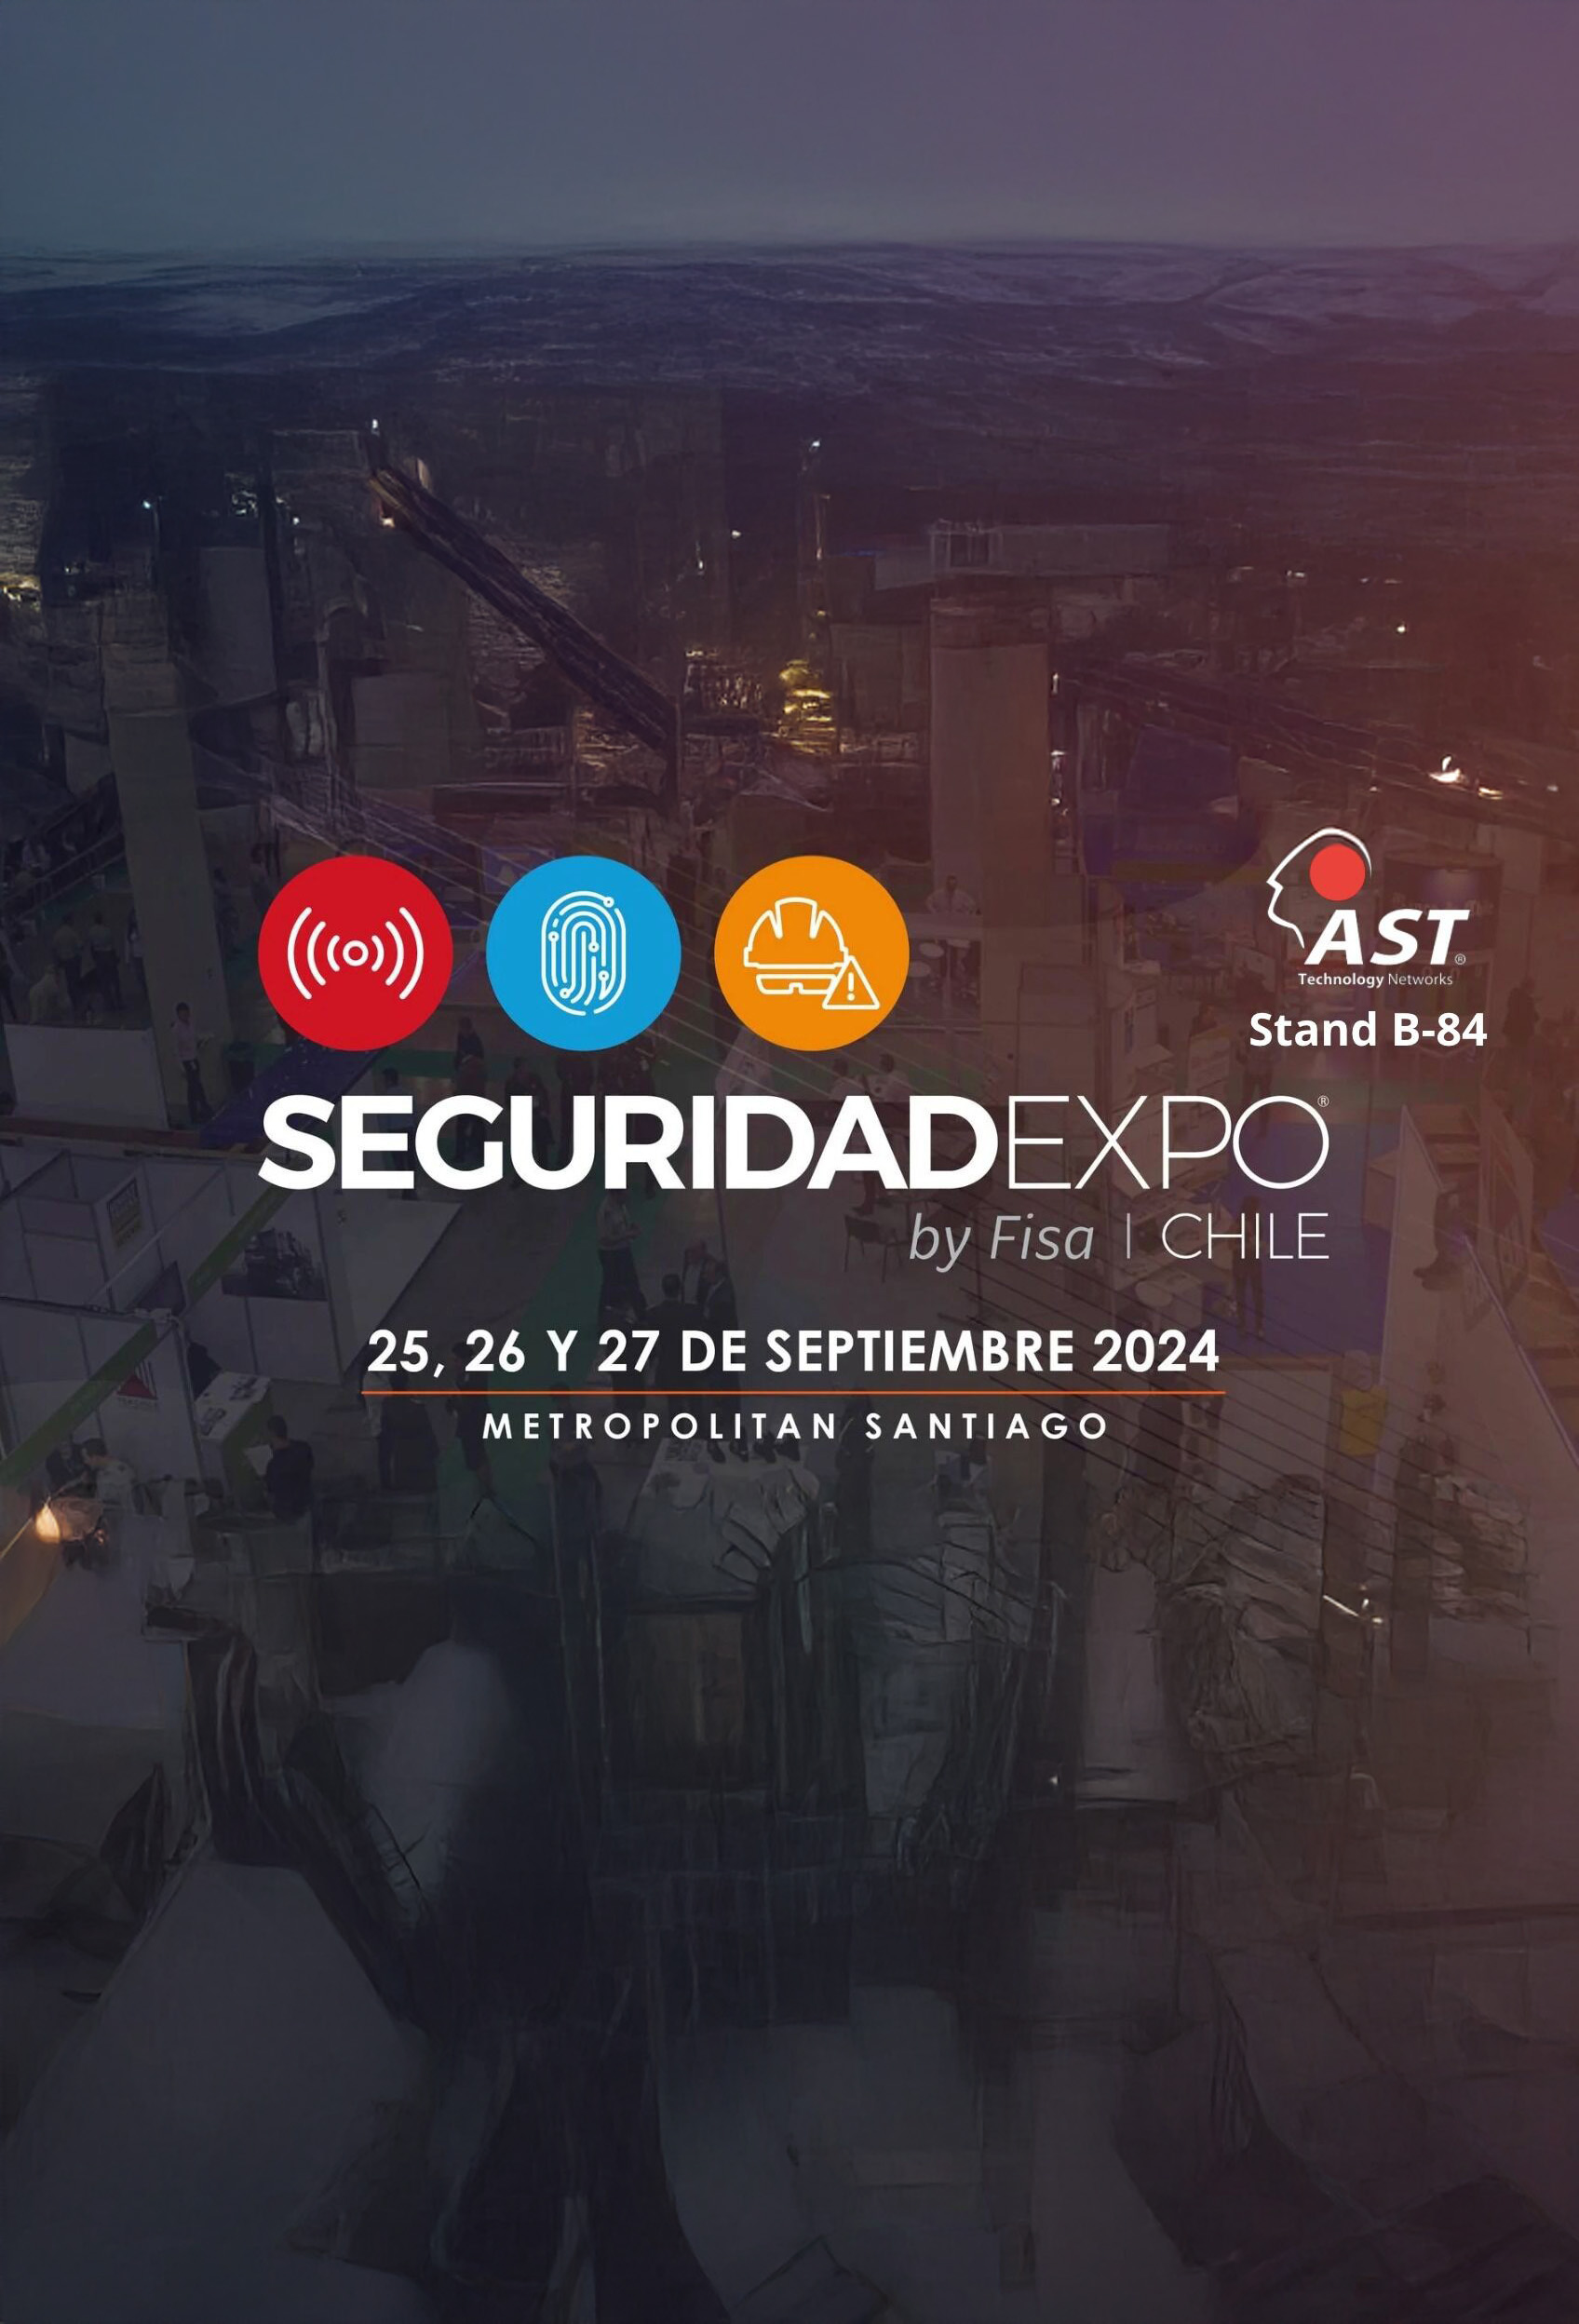 AST®
Technology Networks
Stand B-84
SEGURIDADEXPO®
by Fisa | CHILE
25, 26 Y 27 DE SEPTIEMBRE 2024
METROPOLITAN SANTIAGO